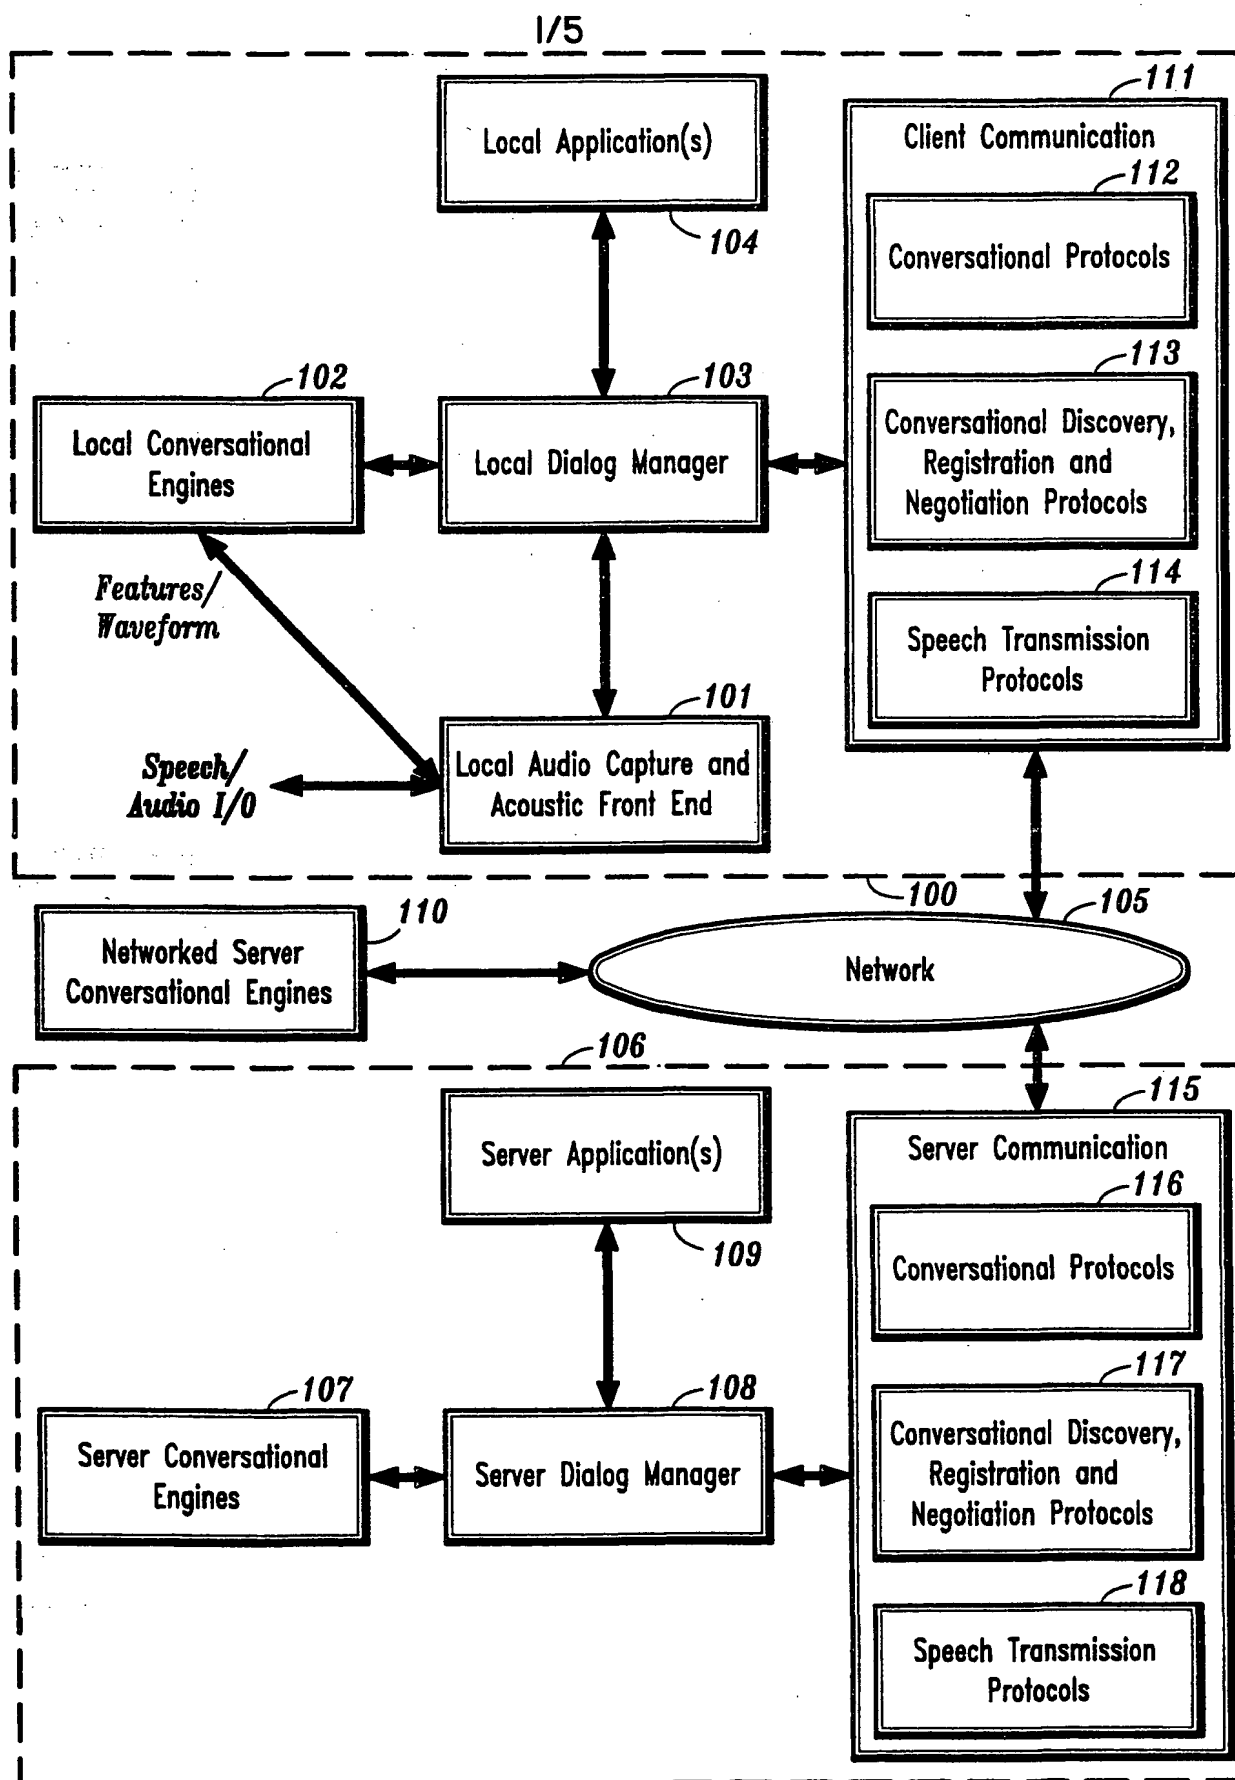 1/5
111
Local Application(s)
104
Client Communication
112
Conversational Protocols
113
Conversational Discovery,
Registration and
Negotiation Protocols
114
Speech Transmission
Protocols
102
Local Conversational
Engines
103
Local Dialog Manager
Features/
Waveform
101
Local Audio Capture and
Acoustic Front End
Speech/
Audio I/O
100
105
Network
110
Networked Server
Conversational Engines
106
Server Application(s)
109
115
Server Communication
116
Conversational Protocols
117
Conversational Discovery,
Registration and
Negotiation Protocols
118
Speech Transmission
Protocols
107
Server Conversational
Engines
108
Server Dialog Manager